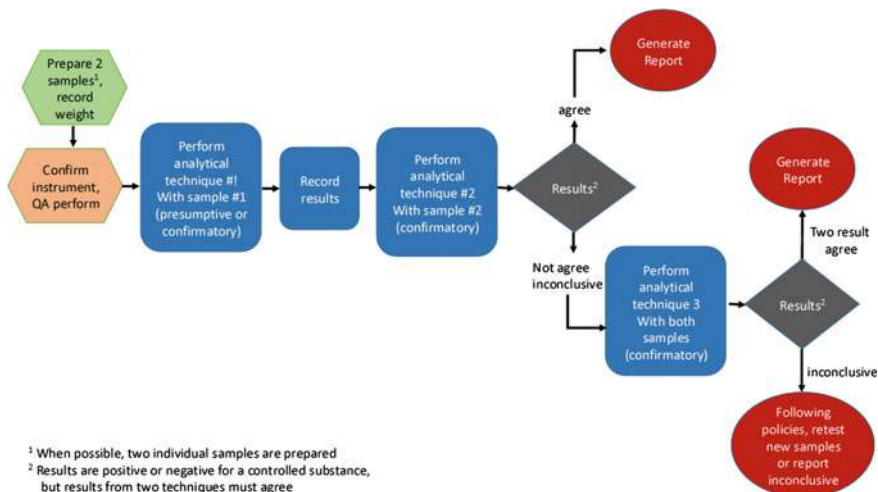 Prepare 2
samples¹,
record
weight
Confirm
instrument,
QA perform
Perform
analytical
technique #!
With sample #1
(presumptive or
confirmatory)
Record
results
Perform
analytical
technique #2
With sample #2
(confirmatory)
Results²
agree
Generate
Report
Not agree
inconclusive
Perform
analytical
technique 3
With both
samples
(confirmatory)
Results²
Two result
agree
Generate
Report
inconclusive
Following
policies, retest
new samples
or report
inconclusive
¹ When possible, two individual samples are prepared
² Results are positive or negative for a controlled substance,
but results from two techniques must agree